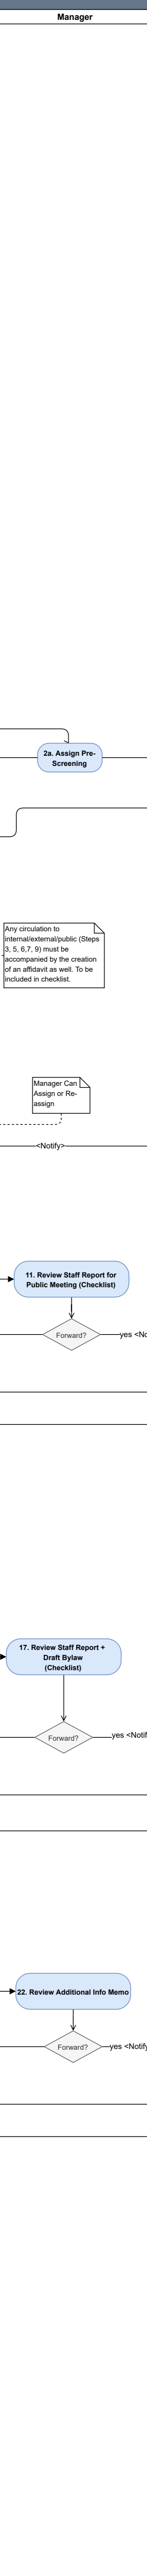 Manager
2a. Assign Pre-
Screening
Any circulation to
internal/external/public (Steps
3, 5, 6,7, 9) must be
accompanied by the creation
of an affidavit as well. To be
included in checklist.
Manager Can
Assign or Re-
assign
<Notify>
11. Review Staff Report for
Public Meeting (Checklist)
Forward?
yes <No
17. Review Staff Report +
Draft Bylaw
(Checklist)
Forward?
yes <Notif
22. Review Additional Info Memo
Forward?
yes <Notify